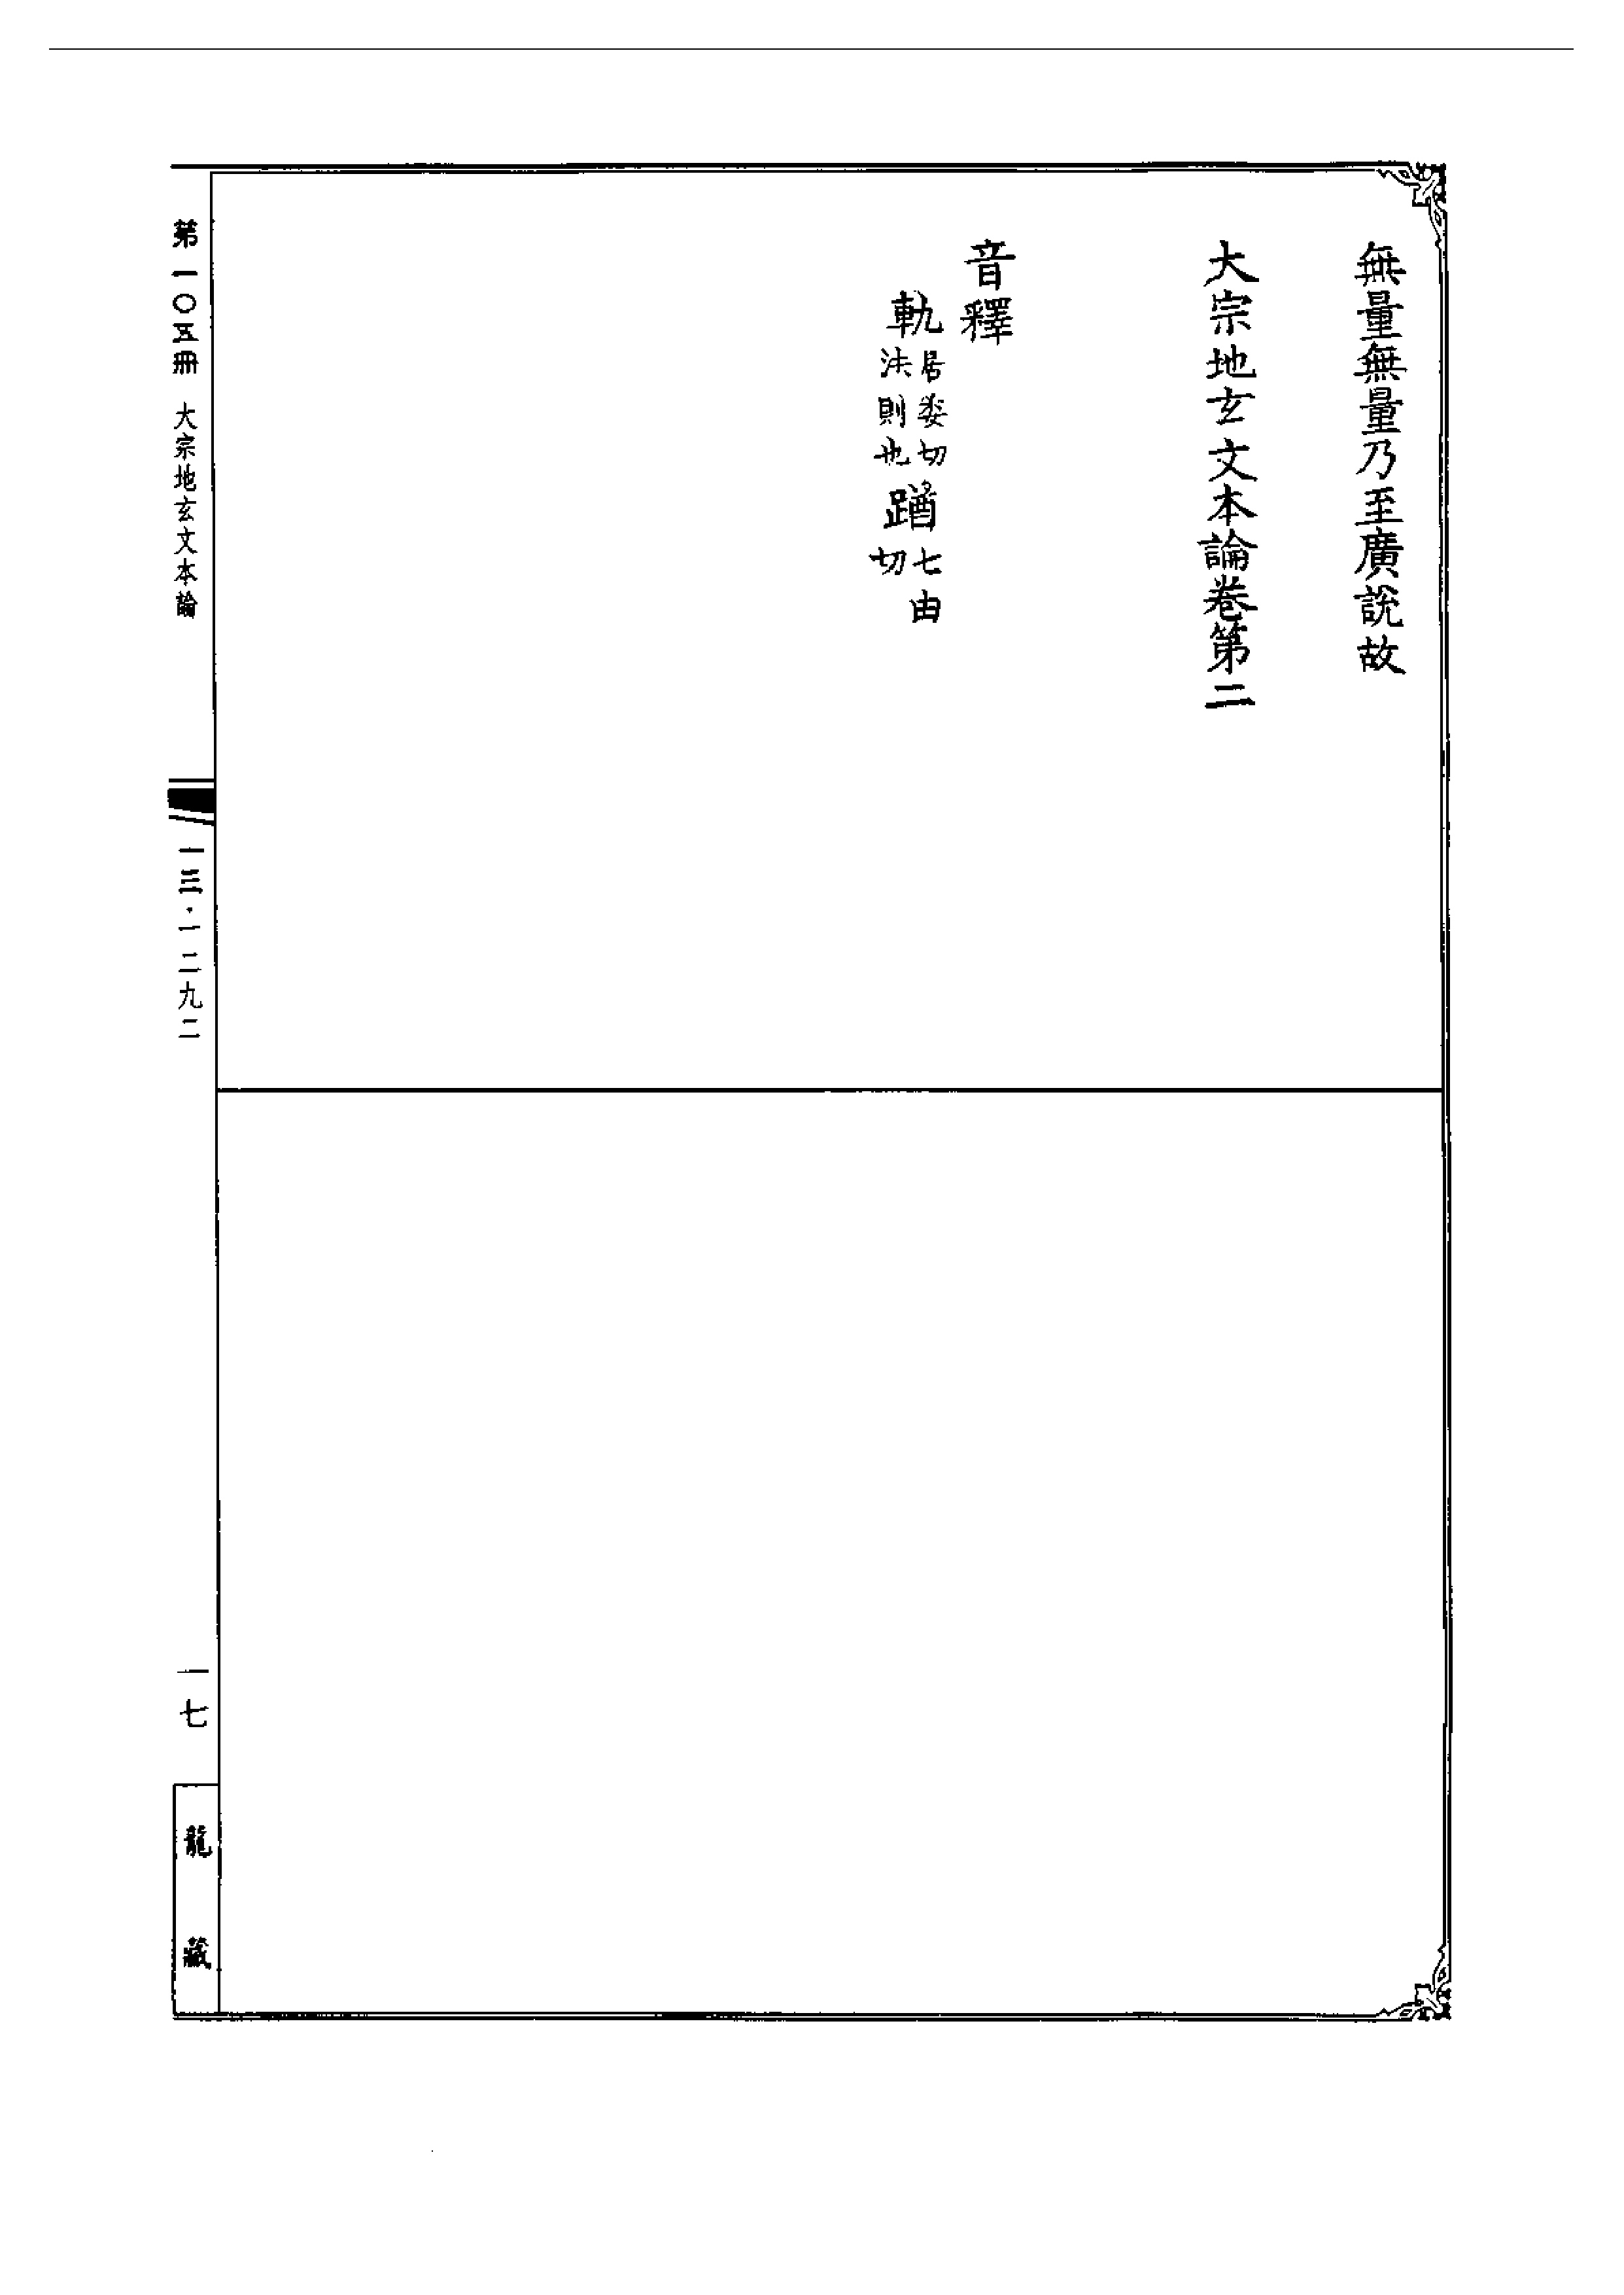 無量無量乃至廣說故
大宗地玄文本論卷第二
音釋
軌居委切法則也 蹭七由切
第一〇五冊 大宗地玄文本論
一三·一二九二
一七
龍藏